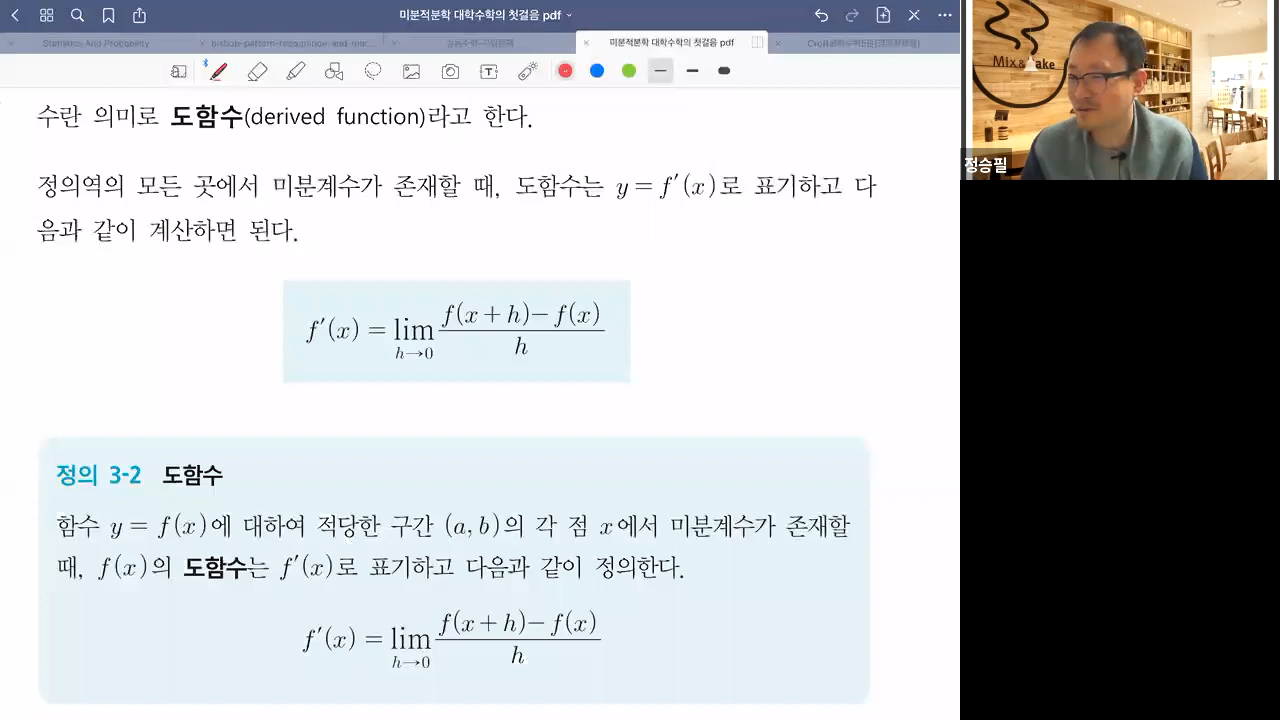 미분적분학 대학수학의 첫걸음 pdf
Statistics And Probability
bishop-pattern-recognition-and-mac...
미분적분학 대학수학의 첫걸음 pdf
T
수란 의미로 도함수(derived function)라고 한다.
정의역의 모든 곳에서 미분계수가 존재할 때, 도함수는 y = f′(x)로 표기하고 다
음과 같이 계산하면 된다.
f′(x) = lim h→0 f(x+h) − f(x) / h
정의 3-2 도함수
함수 y = f(x)에 대하여 적당한 구간 (a, b)의 각 점 x에서 미분계수가 존재할
때, f(x)의 도함수는 f′(x)로 표기하고 다음과 같이 정의한다.
f′(x) = lim h→0 f(x+h) − f(x) / h
Mix&
정승필